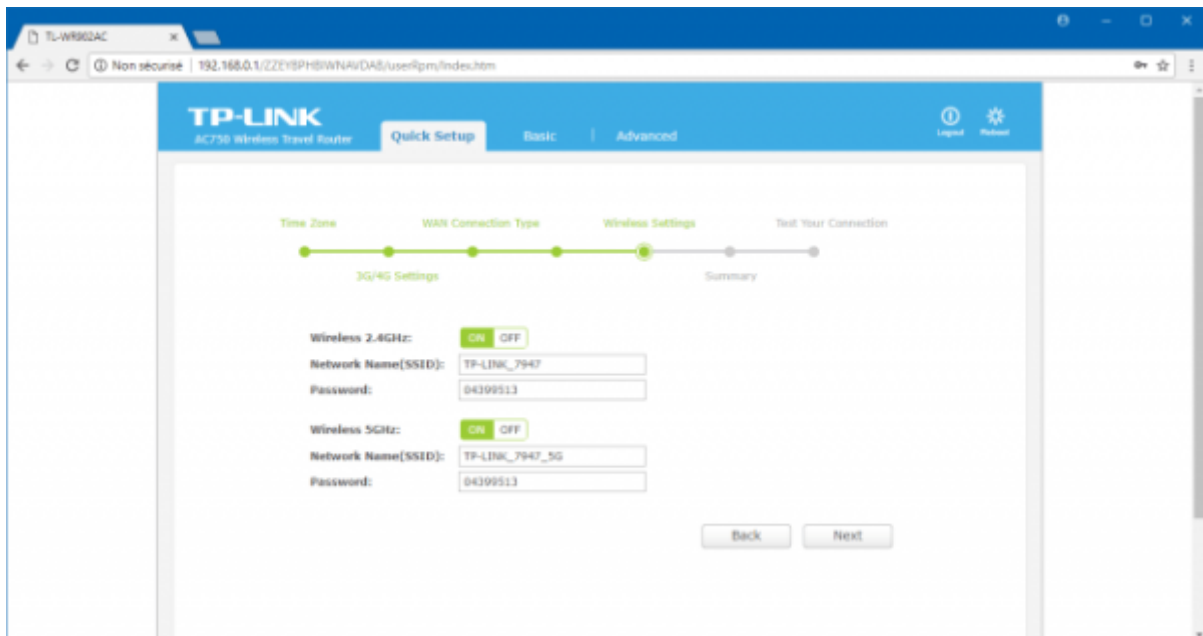 TL-WR902AC
Non sécurisé | 192.168.0.1/ZZEYBPHBIWNAVDAB/userRpm/Index.htm
TP-LINK
AC750 Wireless Travel Router
Quick Setup
Basic
Advanced
Logout
Reboot
Time Zone
WAN Connection Type
Wireless Settings
Test Your Connection
3G/4G Settings
Summary
Wireless 2.4GHz: ON OFF
Network Name(SSID): TP-LINK_7947
Password: 04399513
Wireless 5GHz: ON OFF
Network Name(SSID): TP-LINK_7947_5G
Password: 04399513
Back
Next